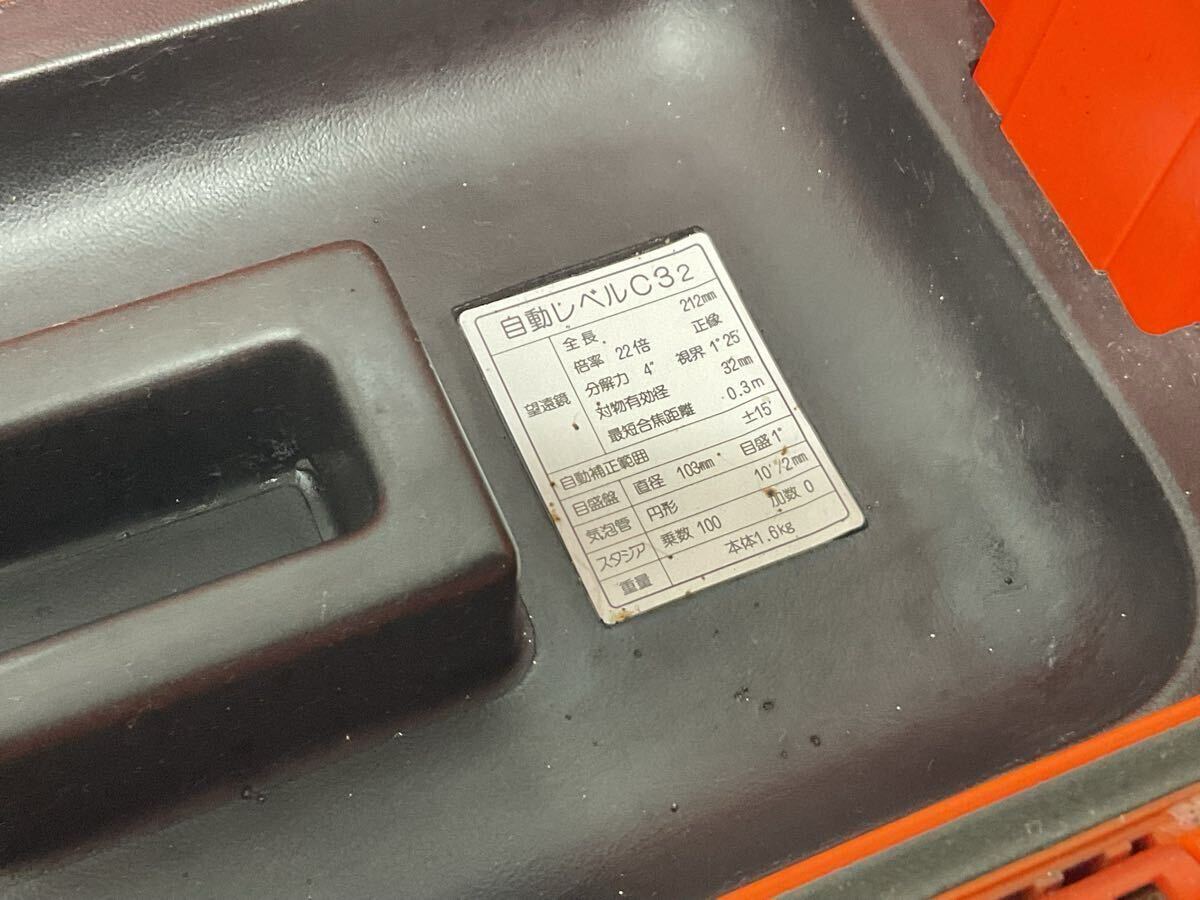 自動レベルC32
望遠鏡
全長 212mm
倍率 22倍 正像
分解力 4" 視界 1°25'
対物有効径 32mm
最短合焦距離 0.3m
自動補正範囲 ±15'
目盛盤 直径 103mm 目盛 1°
気泡管 円形 10'/2mm
スタジア 乗数 100 加数 0
重量 本体1.6kg